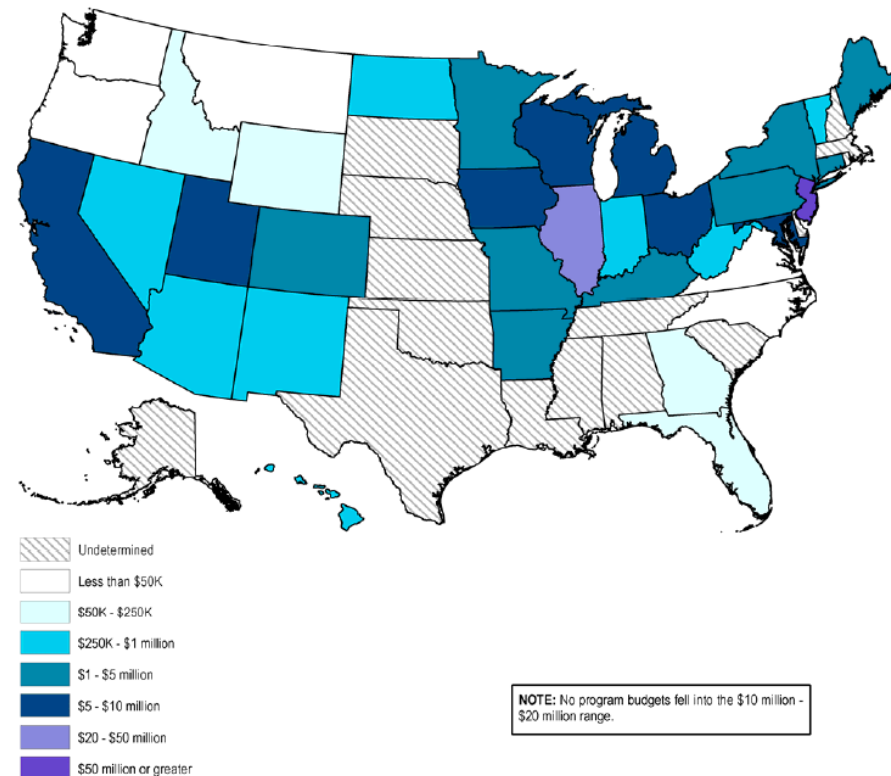 Undetermined
Less than $50K
$50K - $250K
$250K - $1 million
$1 - $5 million
$5 - $10 million
$20 - $50 million
$50 million or greater
NOTE: No program budgets fell into the $10 million -
$20 million range.